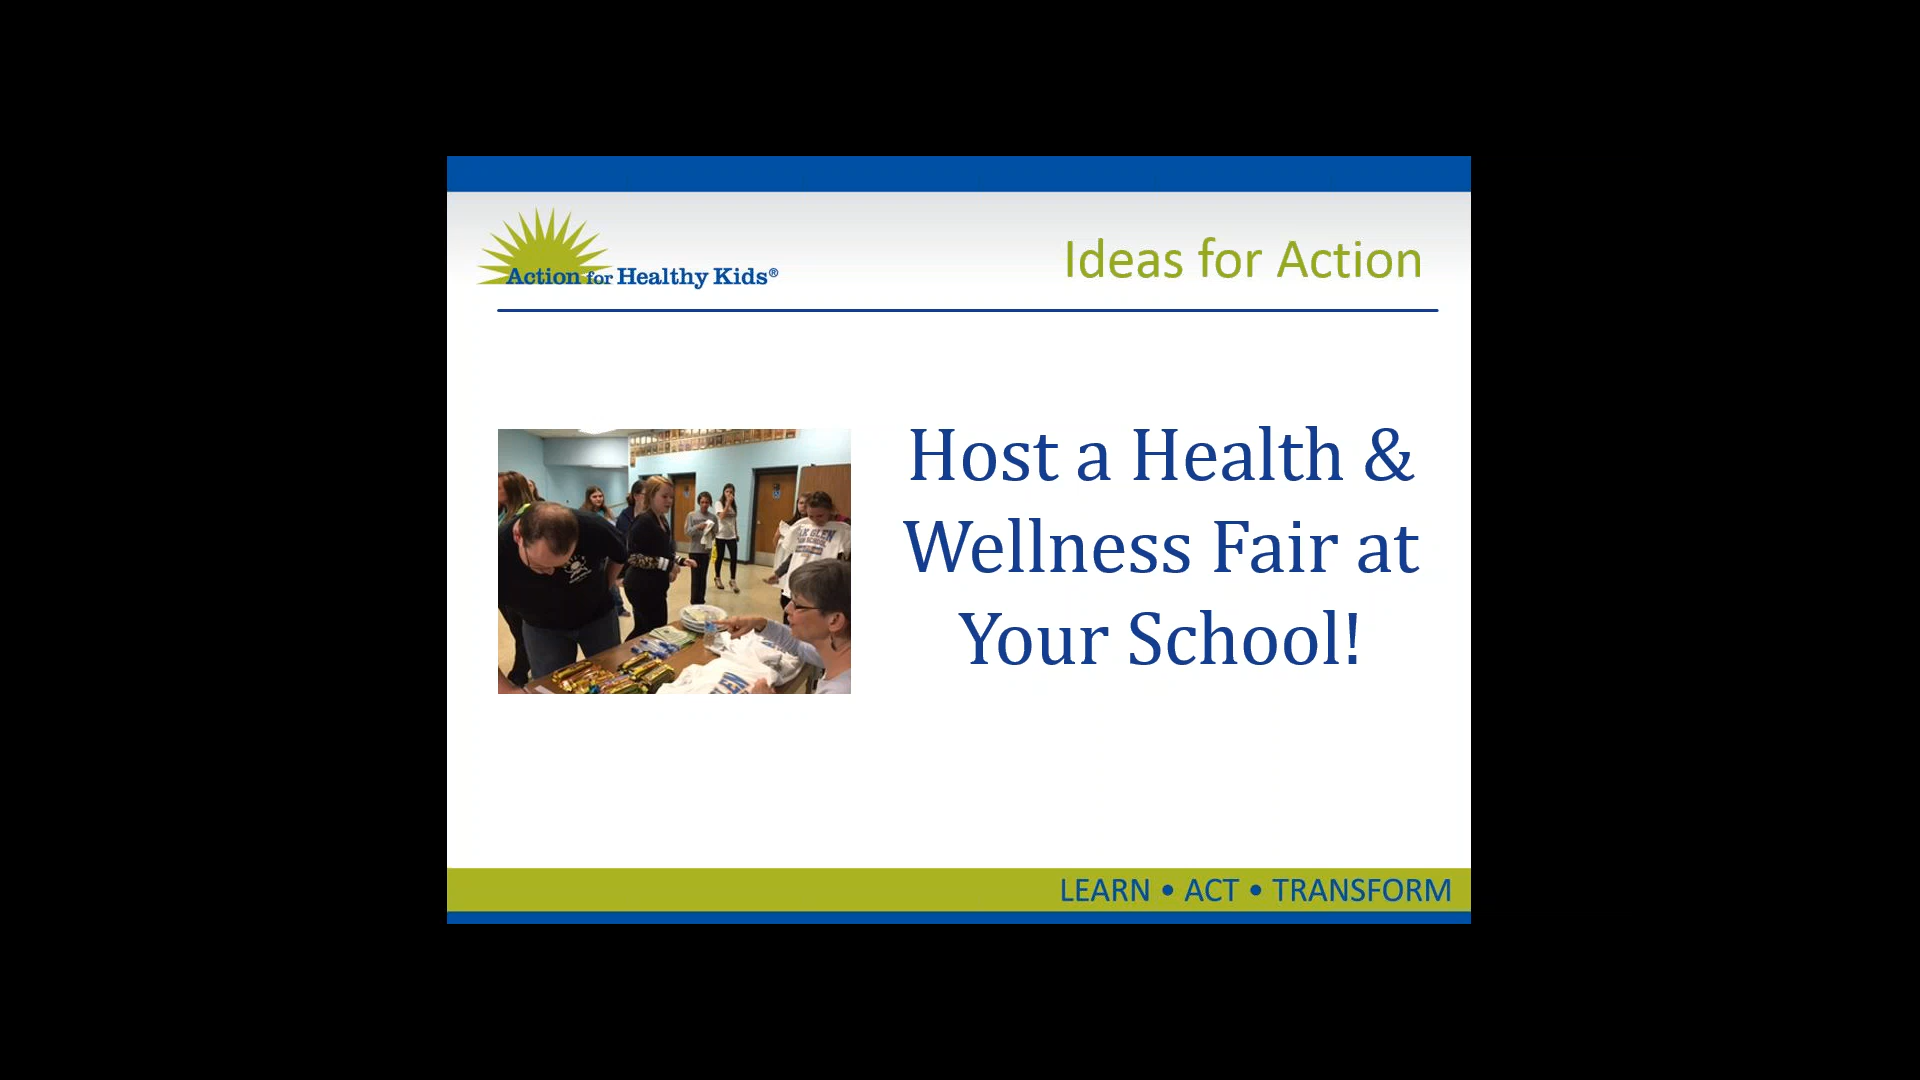 Action for Healthy Kids®
Ideas for Action
Host a Health &
Wellness Fair at
Your School!
LEARN • ACT • TRANSFORM